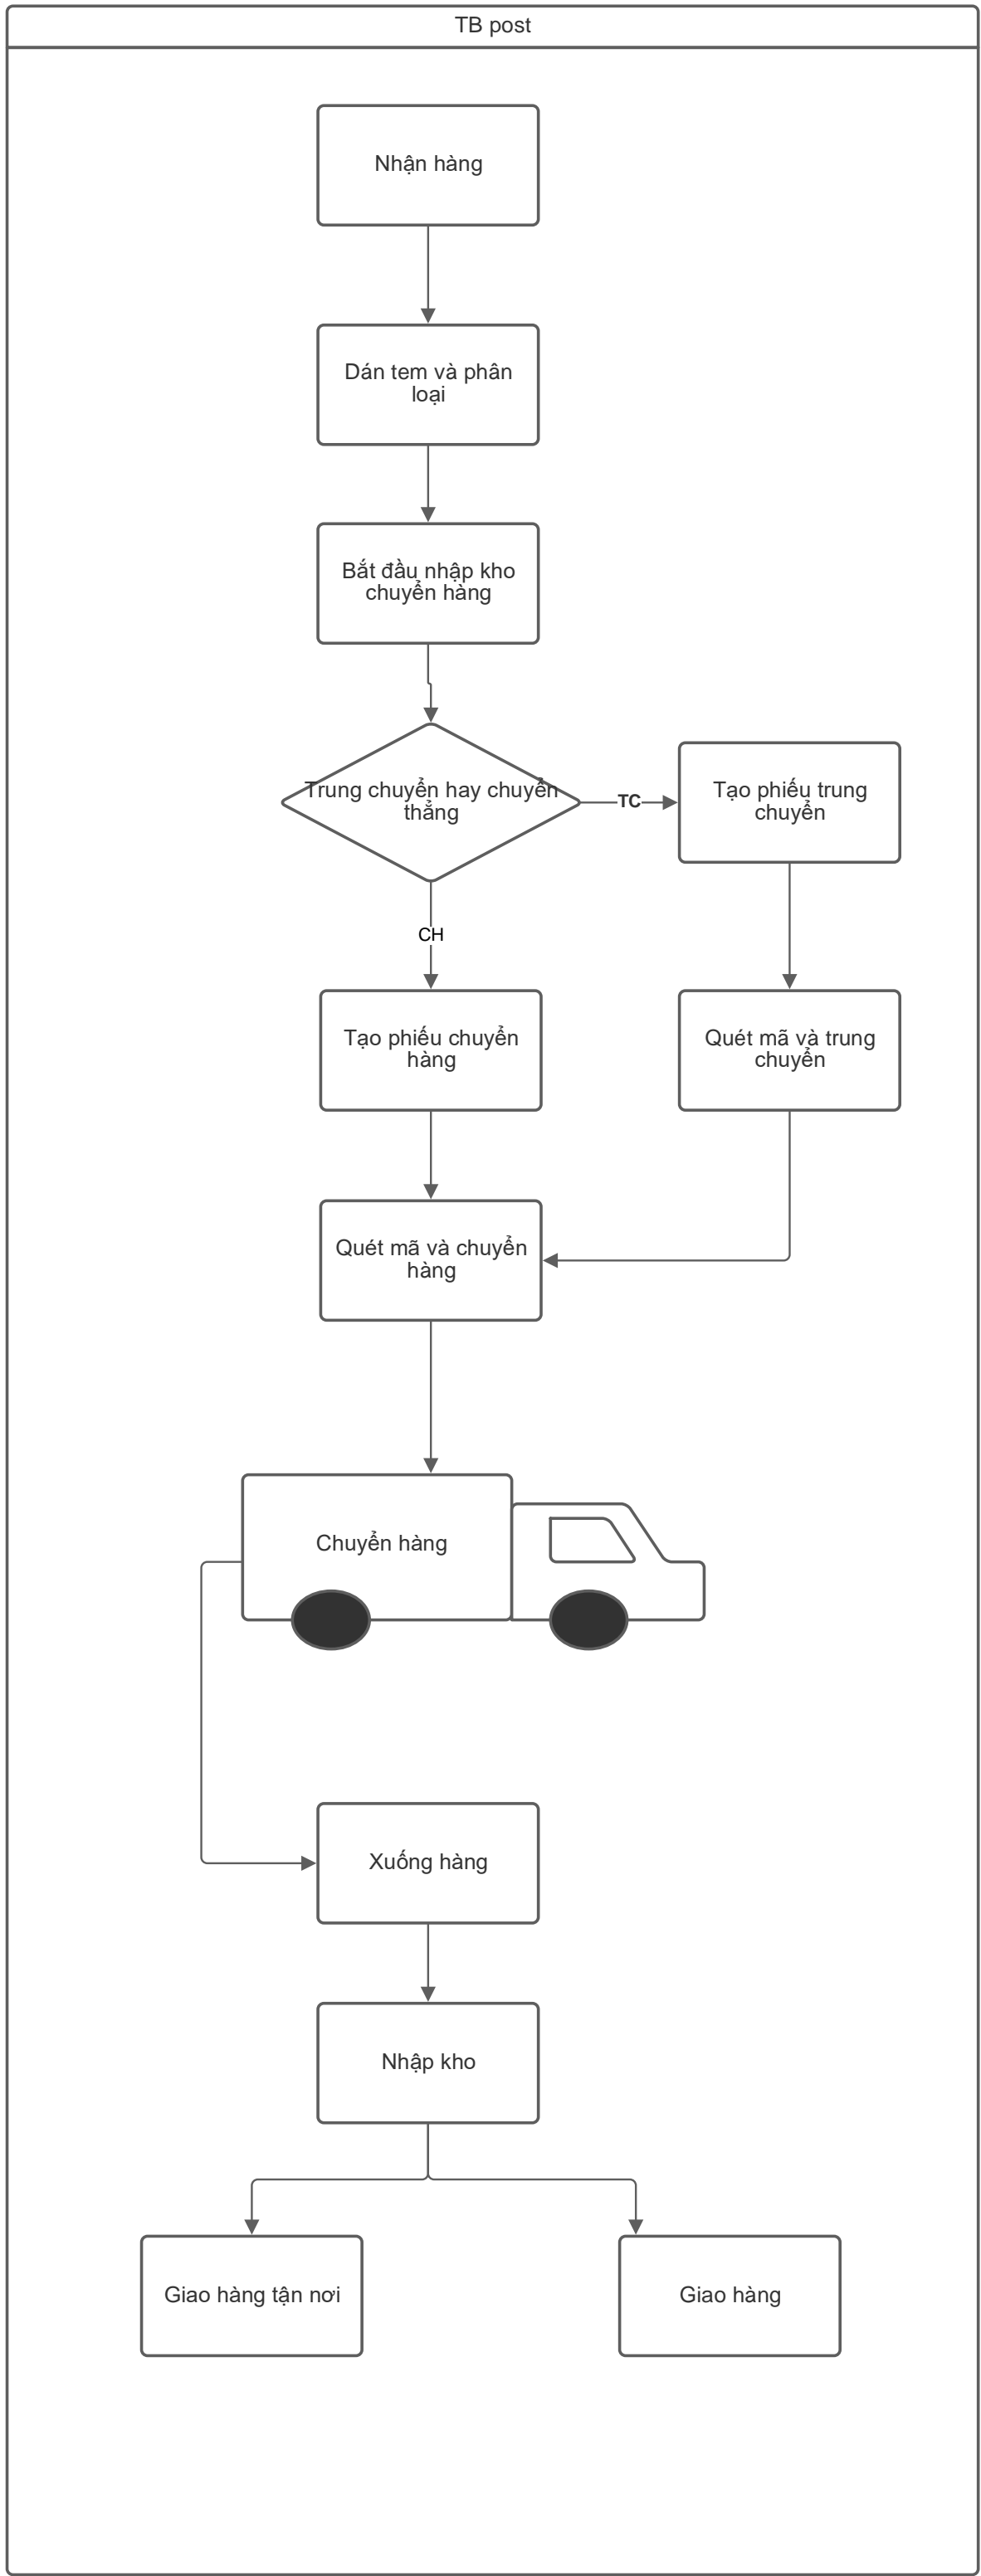 TB post
Nhận hàng
Dán tem và phân
loại
Bắt đầu nhập kho
chuyển hàng
Trung chuyển hay chuyển
thẳng
TC
Tạo phiếu trung
chuyển
CH
Tạo phiếu chuyển
hàng
Quét mã và trung
chuyển
Quét mã và chuyển
hàng
Chuyển hàng
Xuống hàng
Nhập kho
Giao hàng tận nơi
Giao hàng